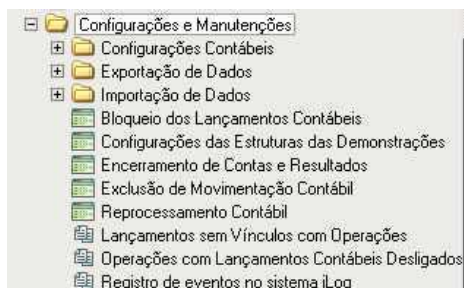 Configurações e Manutenções
Configurações Contábeis
Exportação de Dados
Importação de Dados
Bloqueio dos Lançamentos Contábeis
Configurações das Estruturas das Demonstrações
Encerramento de Contas e Resultados
Exclusão de Movimentação Contábil
Reprocessamento Contábil
Lançamentos sem Vínculos com Operações
Operações com Lançamentos Contábeis Desligados
Registro de eventos no sistema iLog